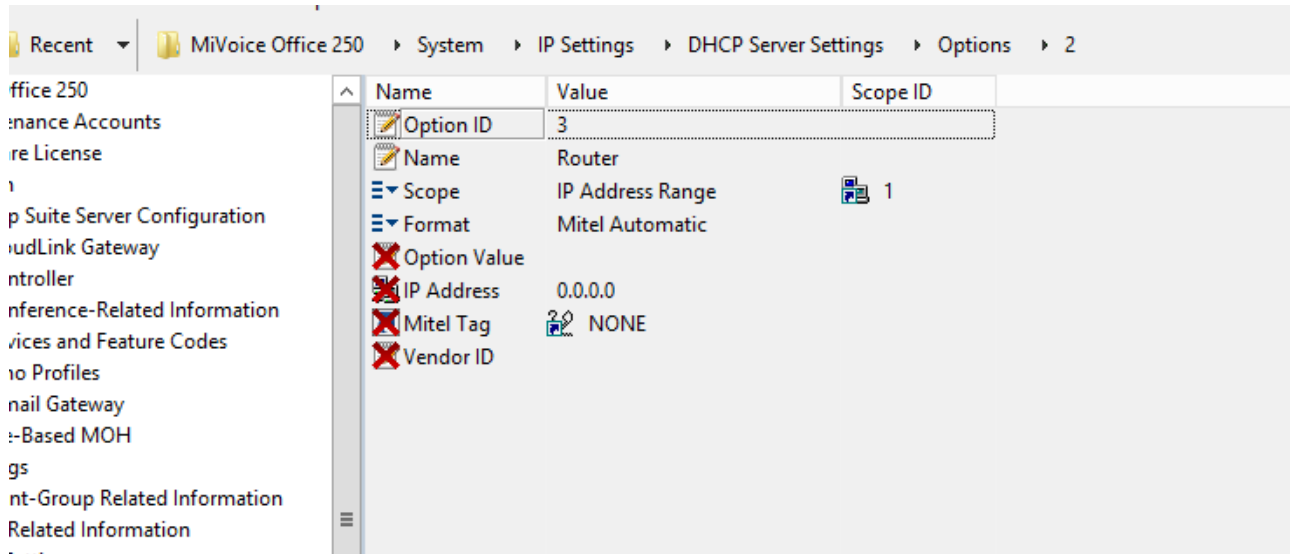 Recent MiVoice Office 250 System IP Settings DHCP Server Settings Options 2
ffice 250
enance Accounts
re License
n
p Suite Server Configuration
oudLink Gateway
ntroller
nference-Related Information
vices and Feature Codes
no Profiles
nail Gateway
e-Based MOH
gs
nt-Group Related Information
Related Information
Name Value Scope ID
Option ID 3
Name Router
Scope IP Address Range 1
Format Mitel Automatic
Option Value
IP Address 0.0.0.0
Mitel Tag NONE
Vendor ID